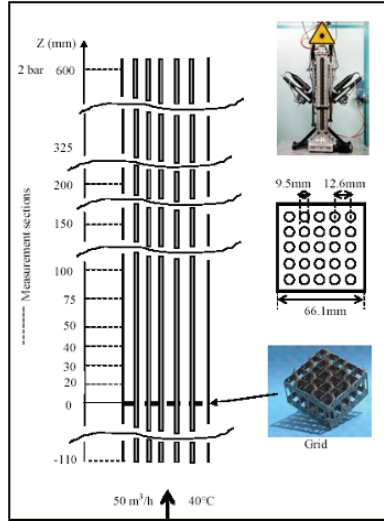 Z (mm)
2 bar
600
325
200
150
Measurement sections
100
75
50
40
30
20
0
-110
50 m³/h
40°C
9.5mm
12.6mm
66.1mm
Grid